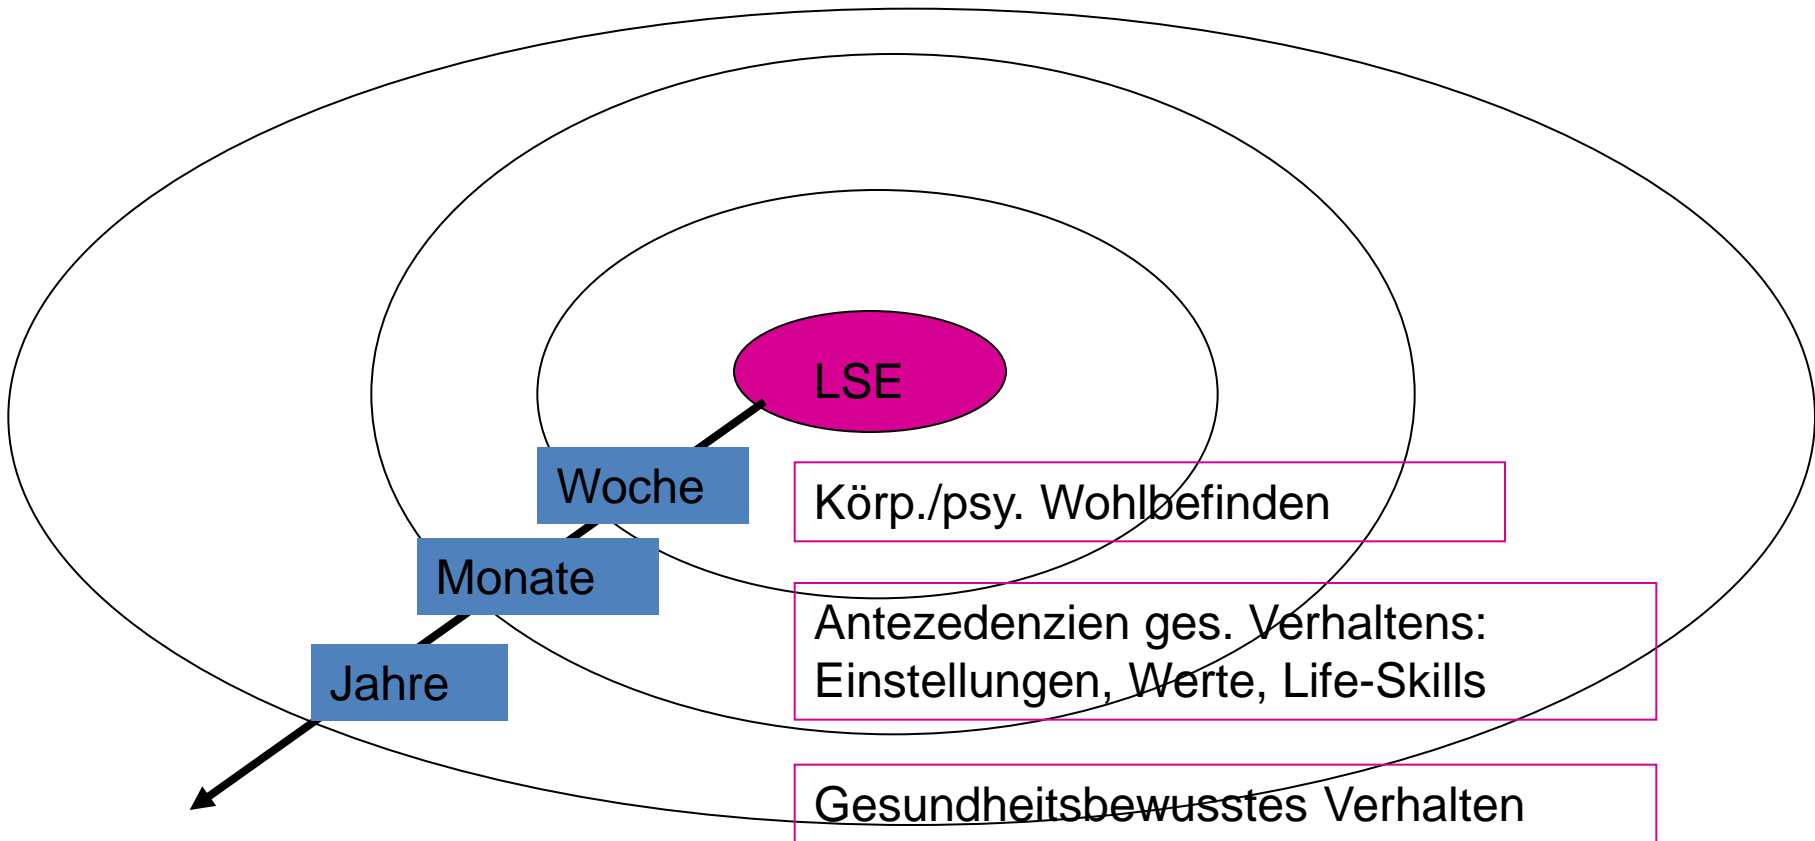 LSE
Woche
Körp./psy. Wohlbefinden
Monate
Antezedenzien ges. Verhaltens:
Einstellungen, Werte, Life-Skills
Jahre
Gesundheitsbewusstes Verhalten